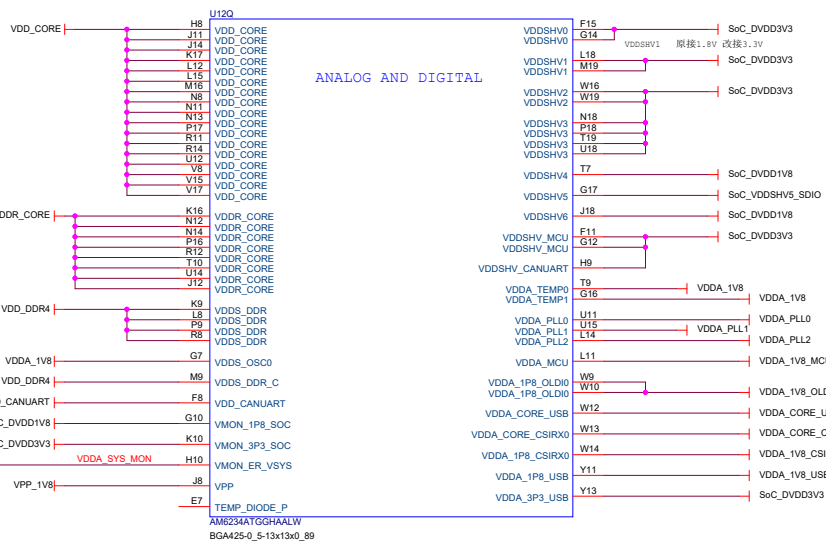 U12Q
ANALOG AND DIGITAL
VDD_CORE
H8 VDD_CORE
J11 VDD_CORE
J14 VDD_CORE
K17 VDD_CORE
L12 VDD_CORE
L15 VDD_CORE
M16 VDD_CORE
N8 VDD_CORE
N11 VDD_CORE
N13 VDD_CORE
P17 VDD_CORE
R11 VDD_CORE
R14 VDD_CORE
U12 VDD_CORE
V8 VDD_CORE
V15 VDD_CORE
V17 VDD_CORE
DDR_CORE
K16 VDDR_CORE
N12 VDDR_CORE
N14 VDDR_CORE
P16 VDDR_CORE
R12 VDDR_CORE
T10 VDDR_CORE
U14 VDDR_CORE
J12 VDDR_CORE
VDD_DDR4
K9 VDDS_DDR
L8 VDDS_DDR
P9 VDDS_DDR
R8 VDDS_DDR
VDDA_1V8 G7 VDDS_OSC0
VDD_DDR4 M9 VDDS_DDR_C
_CANUART F8 VDD_CANUART
C_DVDD1V8 G10 VMON_1P8_SOC
C_DVDD3V3 K10 VMON_3P3_SOC
VDDA_SYS_MON H10 VMON_ER_VSYS
VPP_1V8 J8 VPP
E7 TEMP_DIODE_P
VDDSHV0 F15 SoC_DVDD3V3
VDDSHV0 G14
VDDSHV1 原接1.8V 改接3.3V
VDDSHV1 L18 SoC_DVDD3V3
VDDSHV1 M19
VDDSHV2 W16 SoC_DVDD3V3
VDDSHV2 W19
VDDSHV3 N18
VDDSHV3 P18
VDDSHV3 T19
VDDSHV3 U18
VDDSHV4 T7 SoC_DVDD1V8
VDDSHV5 G17 SoC_VDDSHV5_SDIO
VDDSHV6 J18 SoC_DVDD1V8
VDDSHV_MCU F11 SoC_DVDD3V3
VDDSHV_MCU G12
VDDSHV_CANUART H9
VDDA_TEMP0 T9 VDDA_1V8
VDDA_TEMP1 G16 VDDA_1V8
VDDA_PLL0 U11 VDDA_PLL0
VDDA_PLL1 U15 VDDA_PLL1
VDDA_PLL2 L14 VDDA_PLL2
VDDA_MCU L11 VDDA_1V8_MCU
VDDA_1P8_OLDI0 W9
VDDA_1P8_OLDI0 W10 VDDA_1V8_OLD
VDDA_CORE_USB W12 VDDA_CORE_U
VDDA_CORE_CSIRX0 W13 VDDA_CORE_C
VDDA_1P8_CSIRX0 W14 VDDA_1V8_CSI
VDDA_1P8_USB Y11 VDDA_1V8_USB
VDDA_3P3_USB Y13 SoC_DVDD3V3
AM6234ATGGHAALW
BGA425-0_5-13x13x0_89